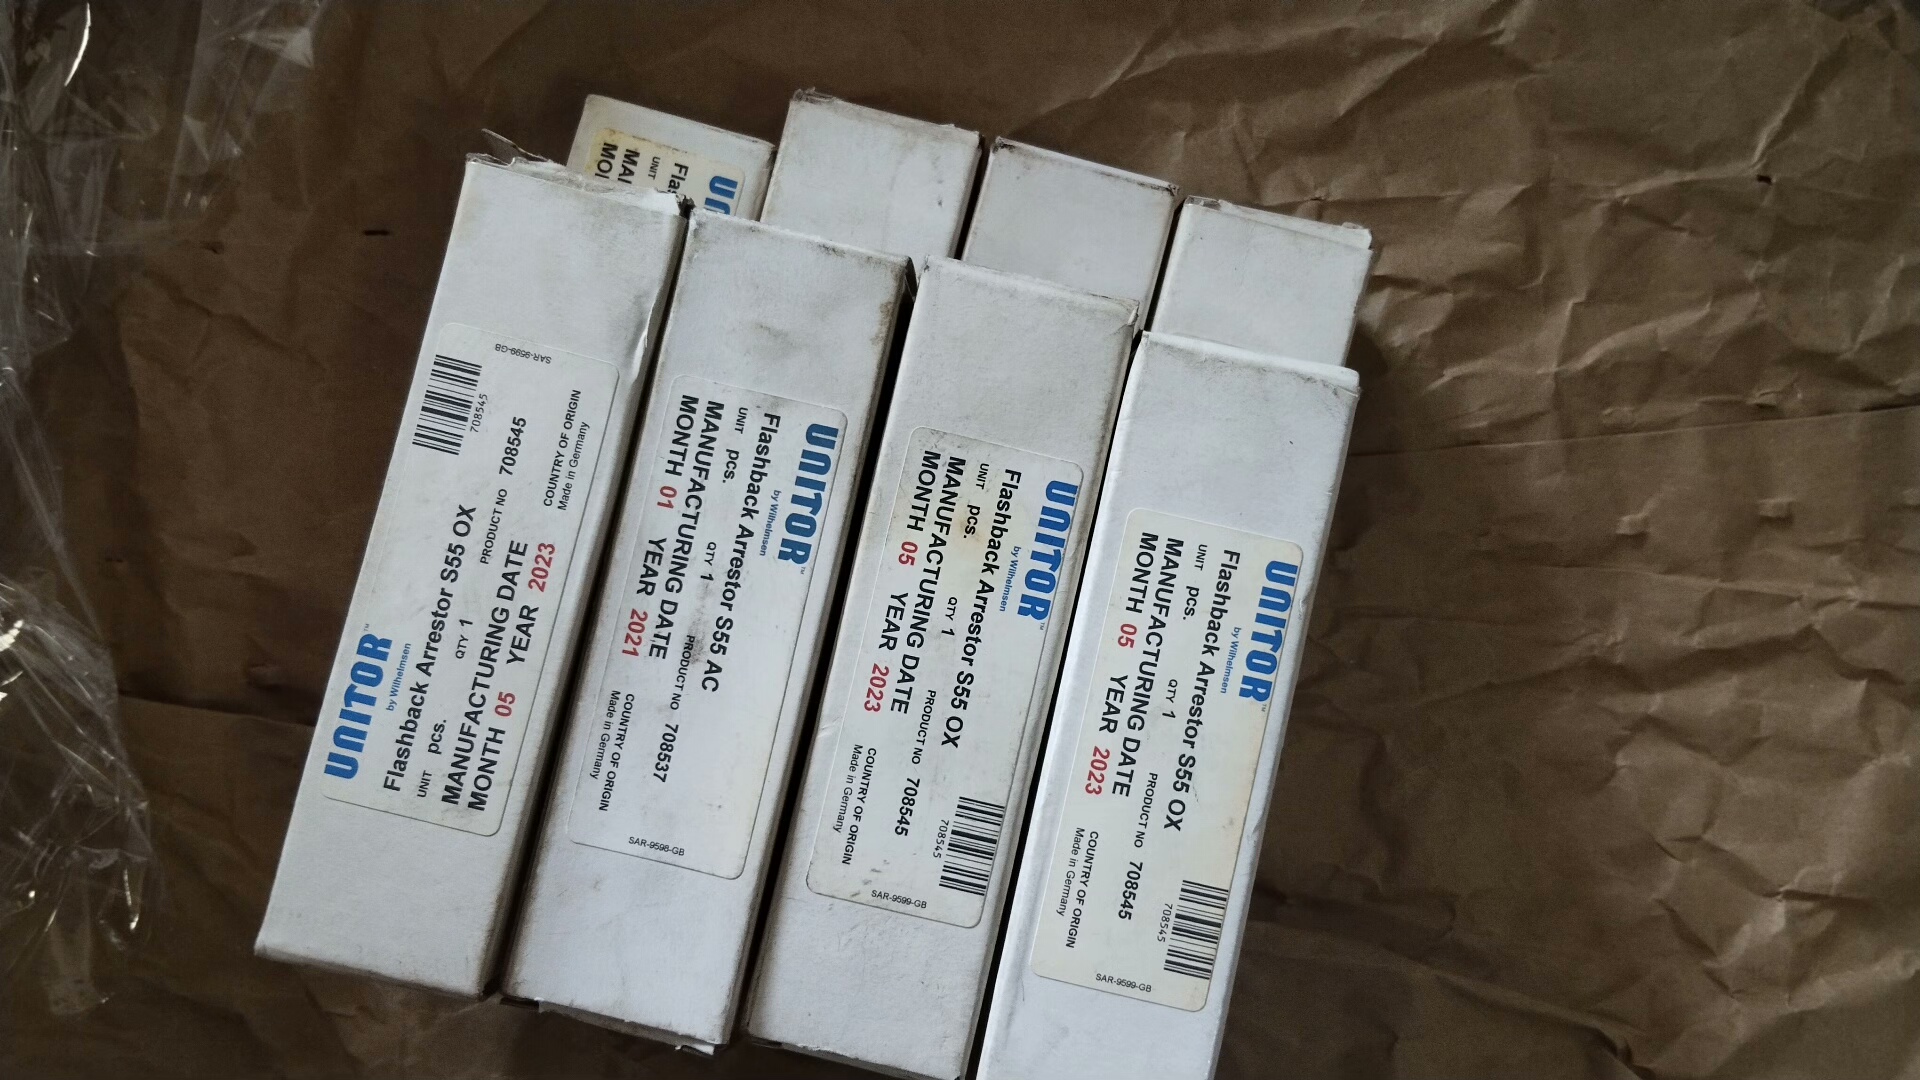 UNITOR™
by Wilhelmsen
Flashback Arrestor S55 OX
UNIT pcs. QTY 1 PRODUCT NO 708545
MANUFACTURING DATE
MONTH 05 YEAR 2023
COUNTRY OF ORIGIN
Made in Germany
708545
SAR-9599-GB
UNITOR™
by Wilhelmsen
Flashback Arrestor S55 AC
UNIT pcs. QTY 1 PRODUCT NO 708537
MANUFACTURING DATE
MONTH 01 YEAR 2021
COUNTRY OF ORIGIN
Made in Germany
SAR-9598-GB
UNITOR™
by Wilhelmsen
Flashback Arrestor S55 OX
UNIT pcs. QTY 1 PRODUCT NO 708545
MANUFACTURING DATE
MONTH 05 YEAR 2023
COUNTRY OF ORIGIN
Made in Germany
708545
SAR-9599-GB
UNITOR™
by Wilhelmsen
Flashback Arrestor S55 OX
UNIT pcs. QTY 1 PRODUCT NO 708545
MANUFACTURING DATE
MONTH 05 YEAR 2023
COUNTRY OF ORIGIN
Made in Germany
708545
SAR-9599-GB
UNIT